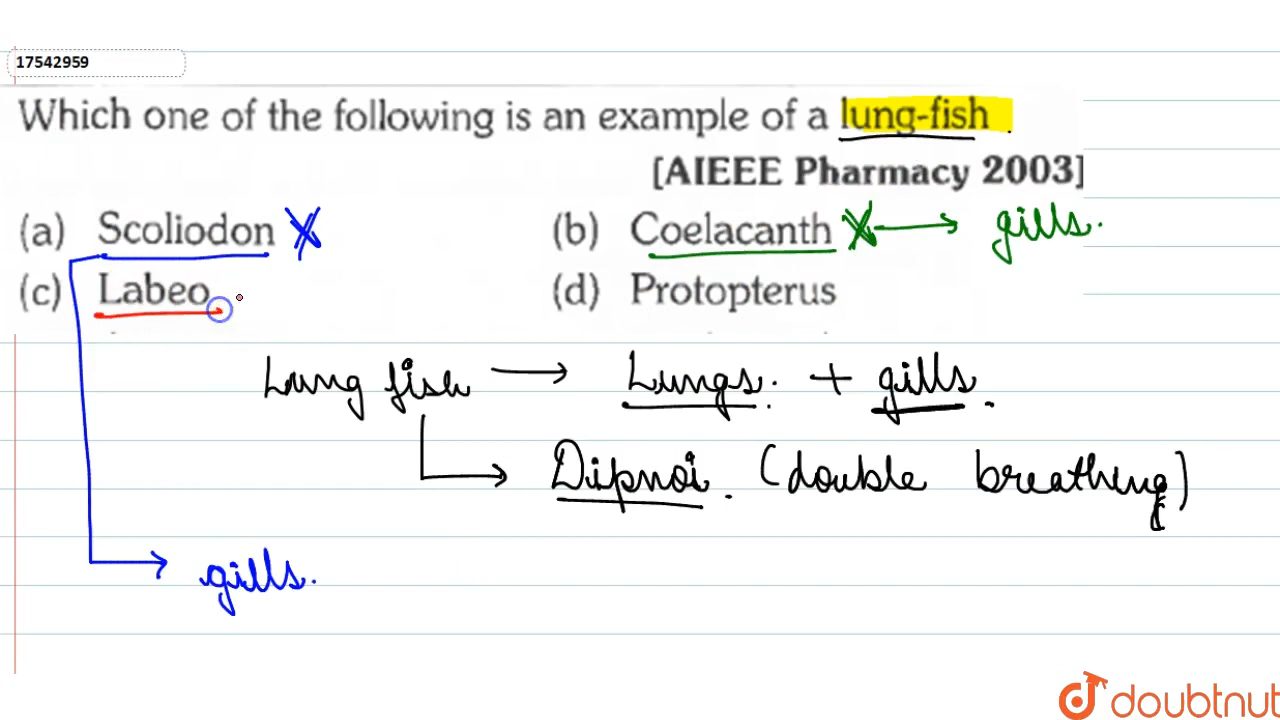 17542959
Which one of the following is an example of a lung-fish
[AIEEE Pharmacy 2003]
(a) Scoliodon X (b) Coelacanth X → gills.
(c) Labeo (d) Protopterus
Lung fish → Lungs. + gills.
→ Dipnoi. (double breathing)
→ gills.
doubtnut